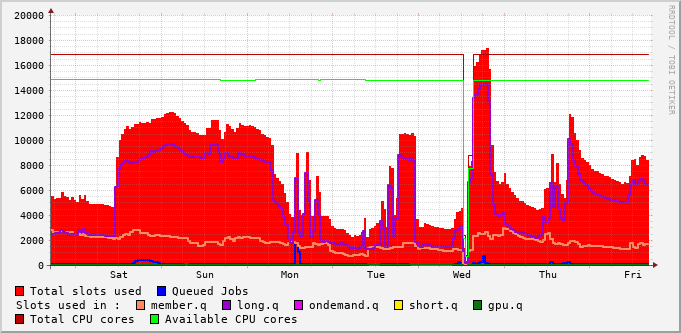 20000
18000
16000
14000
12000
10000
8000
6000
4000
2000
0
Sat Sun Mon Tue Wed Thu Fri
RRDTOOL / TOBI OETIKER
Total slots used Queued Jobs
Slots used in : member.q long.q ondemand.q short.q gpu.q
Total CPU cores Available CPU cores